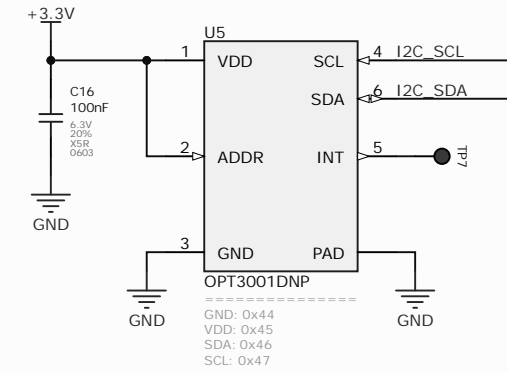 +3.3V
U5
1
VDD
SCL
4
I2C_SCL
C16
100nF
6.3V
20%
X5R
0603
SDA
6
I2C_SDA
2
ADDR
INT
5
TP7
GND
3
GND
PAD
OPT3001DNP
===============
GND
GND
GND: 0x44
VDD: 0x45
SDA: 0x46
SCL: 0x47